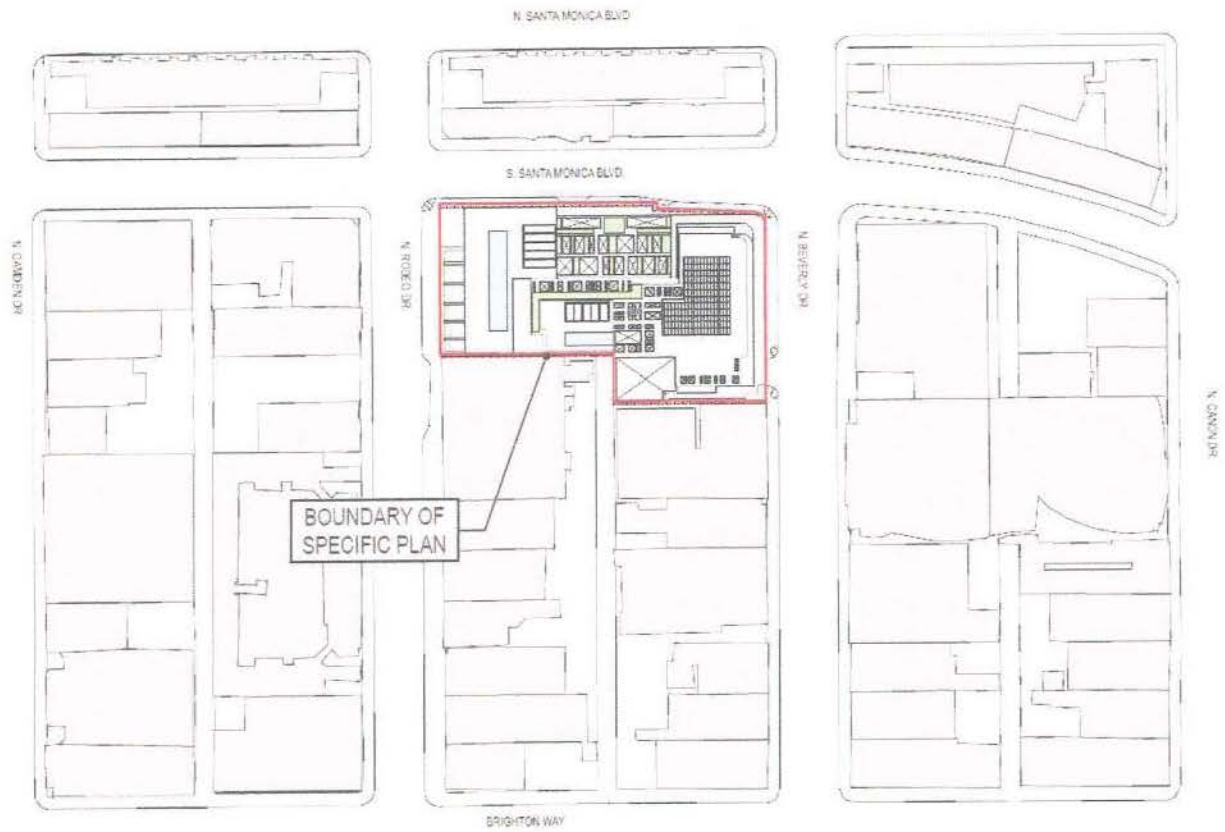 N. SANTA MONICA BLVD
S. SANTA MONICA BLVD.
N. CAMDEN DR.
N. RODEO DR.
N. BEVERLY DR.
N. CANON DR.
BOUNDARY OF
SPECIFIC PLAN
BRIGHTON WAY